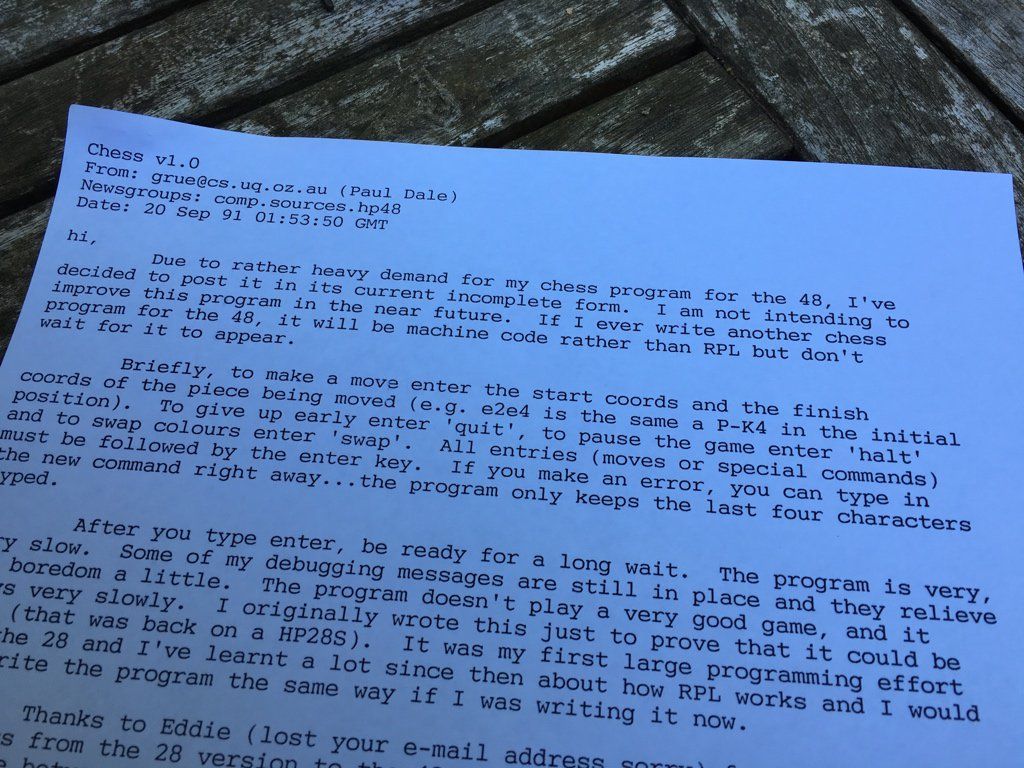 Chess v1.0
From: grue@cs.uq.oz.au (Paul Dale)
Newsgroups: comp.sources.hp48
Date: 20 Sep 91 01:53:50 GMT
hi,
Due to rather heavy demand for my chess program for the 48, I've
decided to post it in its current incomplete form. I am not intending to
improve this program in the near future. If I ever write another chess
program for the 48, it will be machine code rather than RPL but don't
wait for it to appear.
Briefly, to make a move enter the start coords and the finish
coords of the piece being moved (e.g. e2e4 is the same a P-K4 in the initial
position). To give up early enter 'quit', to pause the game enter 'halt'
and to swap colours enter 'swap'. All entries (moves or special commands)
must be followed by the enter key. If you make an error, you can type in
the new command right away...the program only keeps the last four characters
yped.
After you type enter, be ready for a long wait. The program is very,
ry slow. Some of my debugging messages are still in place and they relieve
boredom a little. The program doesn't play a very good game, and it
ys very slowly. I originally wrote this just to prove that it could be
(that was back on a HP28S). It was my first large programming effort
he 28 and I've learnt a lot since then about how RPL works and I would
rite the program the same way if I was writing it now.
Thanks to Eddie (lost your e-mail address sorry)
s from the 28 version to the